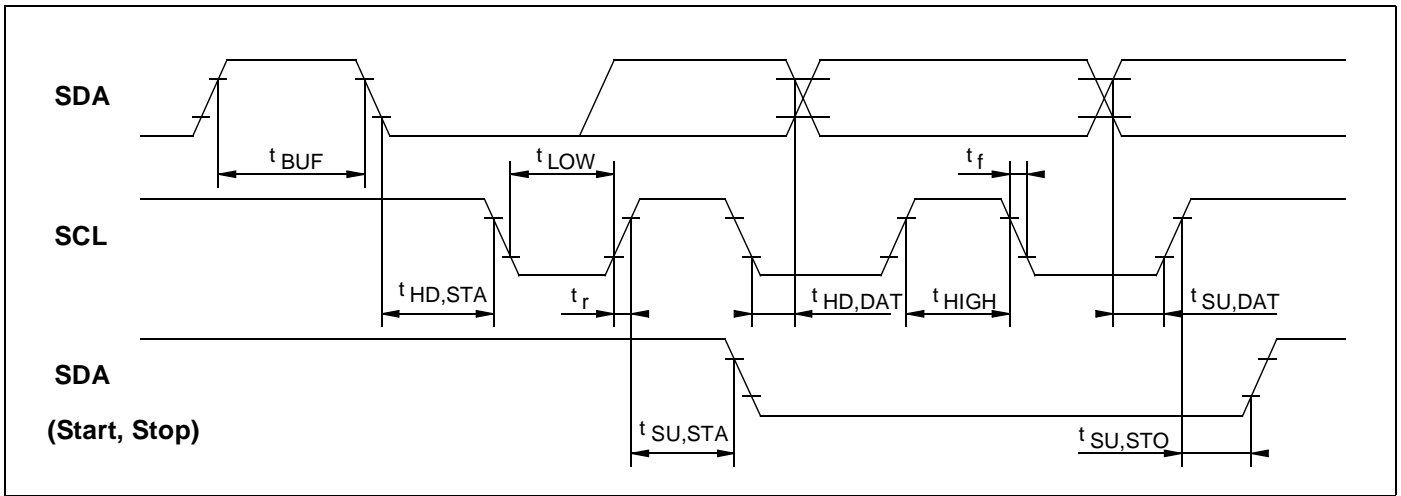 SDA
t BUF
t LOW
t f
SCL
t HD,STA
t r
t HD,DAT
t HIGH
t SU,DAT
SDA
(Start, Stop)
t SU,STA
t SU,STO